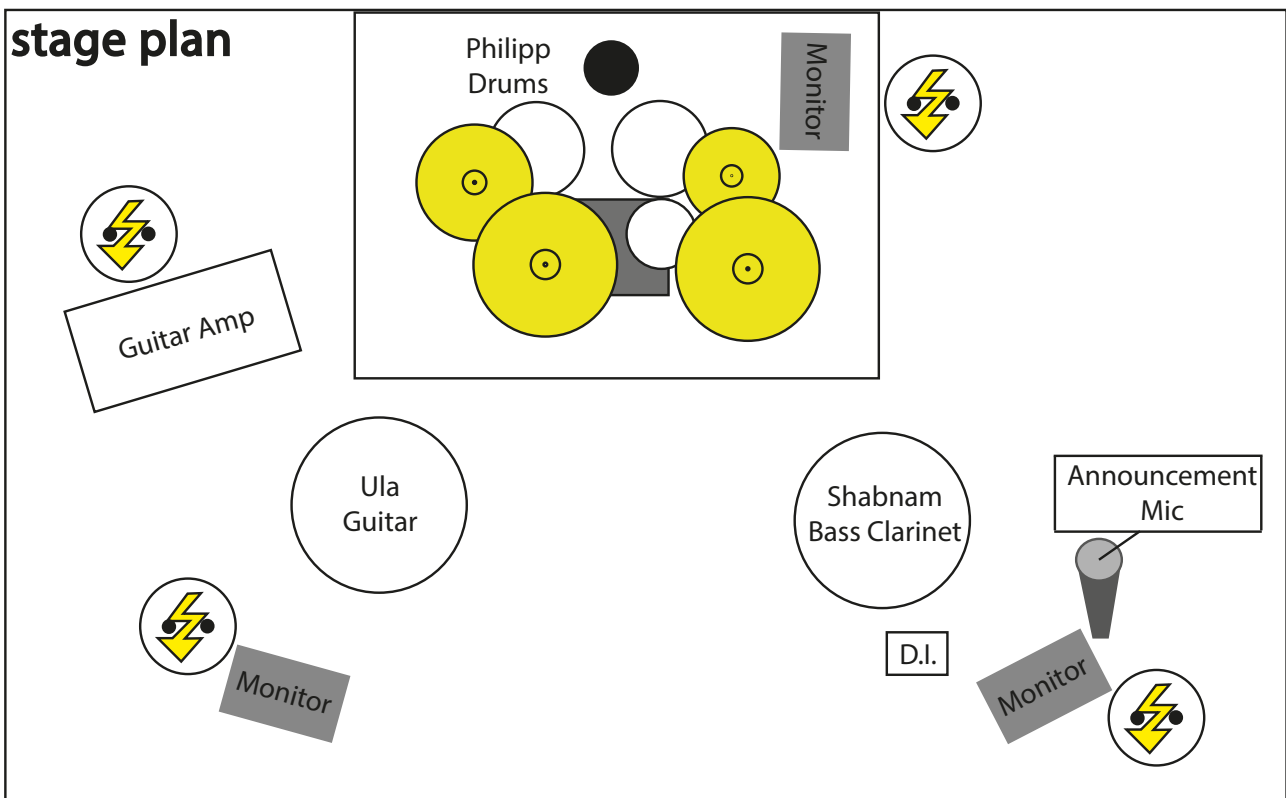 stage plan
Philipp
Drums
Monitor
Guitar Amp
Ula
Guitar
Shabnam
Bass Clarinet
Announcement
Mic
D.I.
Monitor
Monitor